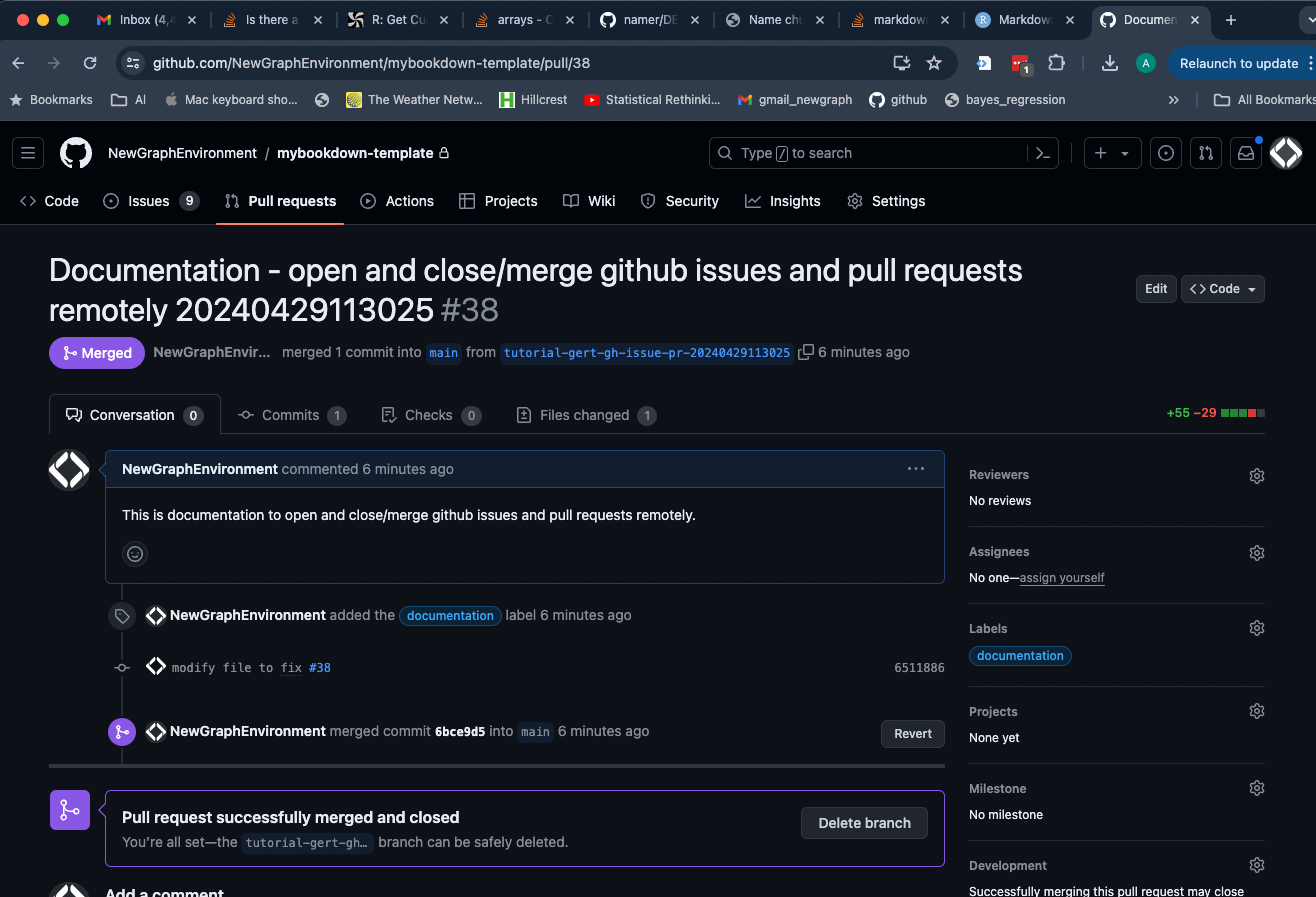 Inbox (4,4
Is there a
R: Get Cu
arrays - C
namer/DE
Name chu
markdow
Markdow
Documen
github.com/NewGraphEnvironment/mybookdown-template/pull/38
1
A
Relaunch to update
Bookmarks
AI
Mac keyboard sho...
The Weather Netw...
H
Hillcrest
Statistical Rethinki...
gmail_newgraph
github
bayes_regression
All Bookmarks
NewGraphEnvironment / mybookdown-template
Type / to search
Code
Issues 9
Pull requests
Actions
Projects
Wiki
Security
Insights
Settings
Documentation - open and close/merge github issues and pull requests
remotely 20240429113025 #38
Edit
<> Code
Merged
NewGraphEnvir... merged 1 commit into main from tutorial-gert-gh-issue-pr-20240429113025 6 minutes ago
Conversation 0
Commits 1
Checks 0
Files changed 1
+55 −29
NewGraphEnvironment commented 6 minutes ago
This is documentation to open and close/merge github issues and pull requests remotely.
NewGraphEnvironment added the documentation label 6 minutes ago
modify file to fix #38
6511886
NewGraphEnvironment merged commit 6bce9d5 into main 6 minutes ago
Revert
Pull request successfully merged and closed
You're all set—the tutorial-gert-gh… branch can be safely deleted.
Delete branch
Add a comment
Reviewers
No reviews
Assignees
No one—assign yourself
Labels
documentation
Projects
None yet
Milestone
No milestone
Development
Successfully merging this pull request may close